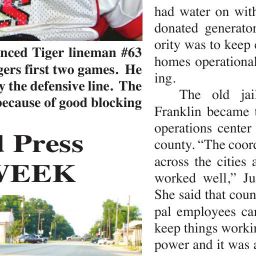 nced Tiger lineman #63
gers first two games. He
y the defensive line. The
because of good blocking
l Press
WEEK
had water on with
donated generator
ority was to keep
homes operational
ing.
The old jail
Franklin became
operations center
county. “The coor
across the cities a
worked well,” Ju
She said that coun
pal employees can
keep things workin
power and it was a